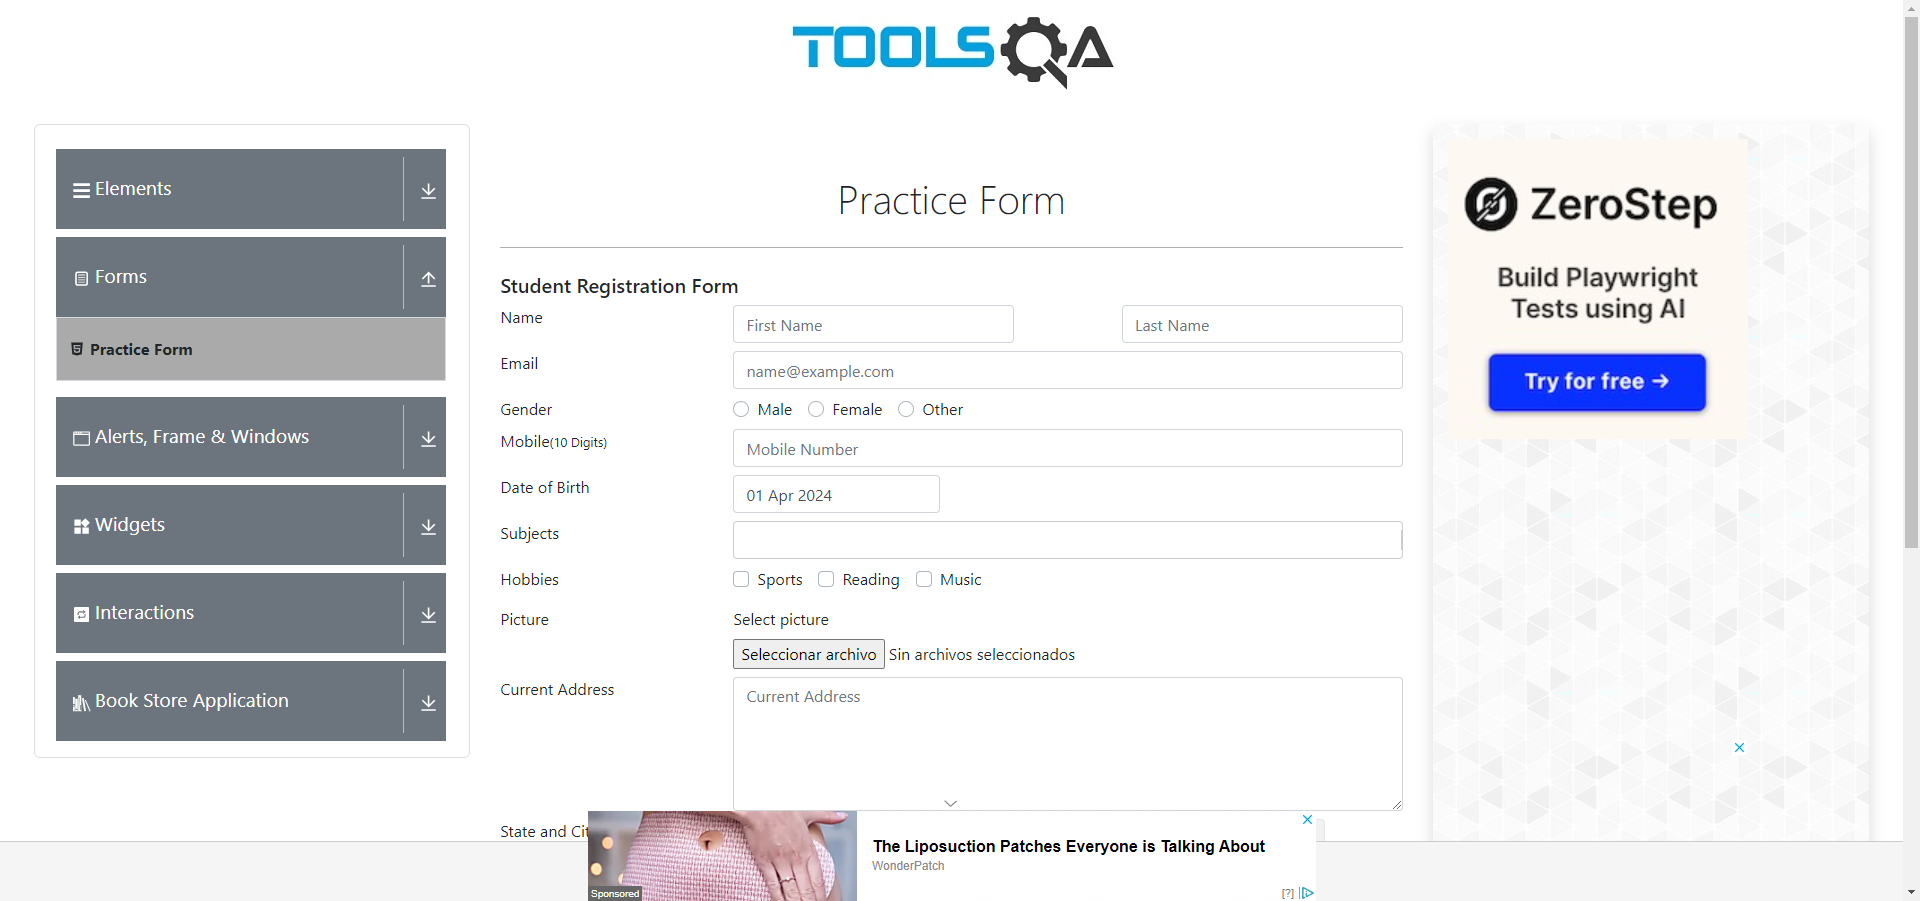 TOOLSQA
Elements
Forms
Practice Form
Alerts, Frame & Windows
Widgets
Interactions
Book Store Application
Practice Form
Student Registration Form
Name
First Name
Last Name
Email
name@example.com
Gender
Male
Female
Other
Mobile(10 Digits)
Mobile Number
Date of Birth
01 Apr 2024
Subjects
Hobbies
Sports
Reading
Music
Picture
Select picture
Seleccionar archivo
Sin archivos seleccionados
Current Address
Current Address
State and Cit
ZeroStep
Build Playwright
Tests using AI
Try for free →
Sponsored
The Liposuction Patches Everyone is Talking About
WonderPatch
[?]